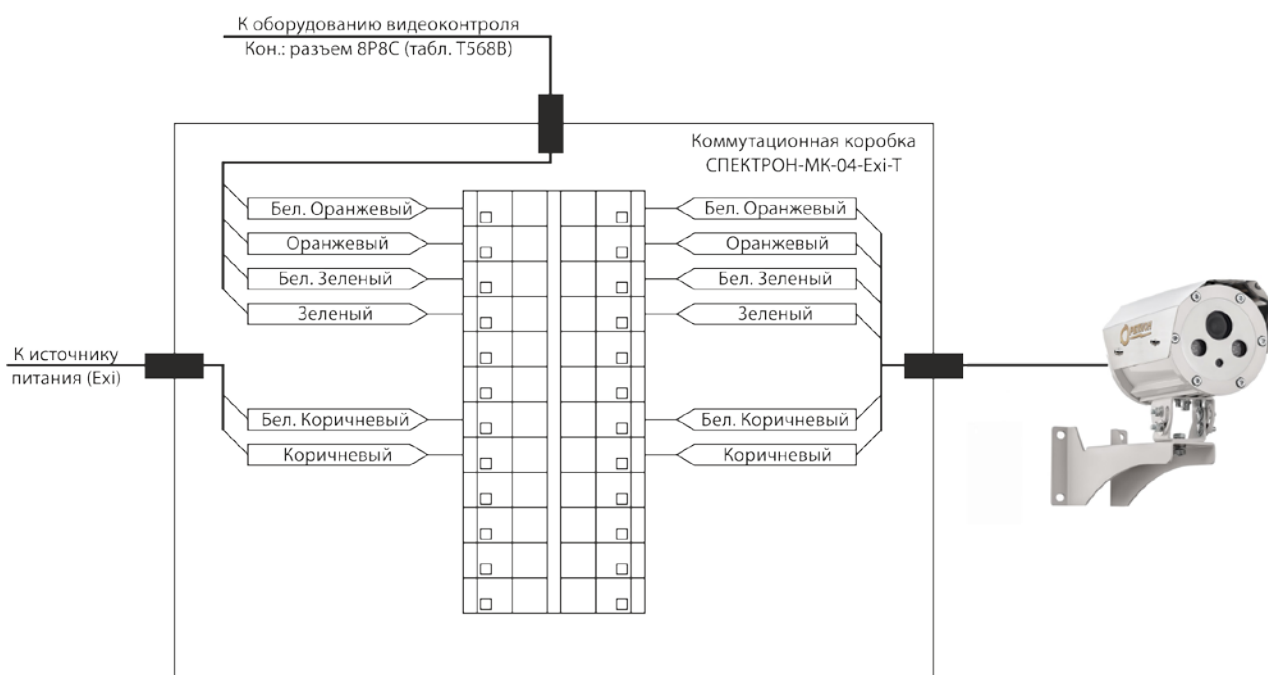 К оборудованию видеоконтроля
Кон.: разъем 8P8C (табл. T568B)
Коммутационная коробка
СПЕКТРОН-МК-04-Exi-T
Бел. Оранжевый
Бел. Оранжевый
Оранжевый
Оранжевый
Бел. Зеленый
Бел. Зеленый
Зеленый
Зеленый
К источнику
питания (Exi)
Бел. Коричневый
Бел. Коричневый
Коричневый
Коричневый